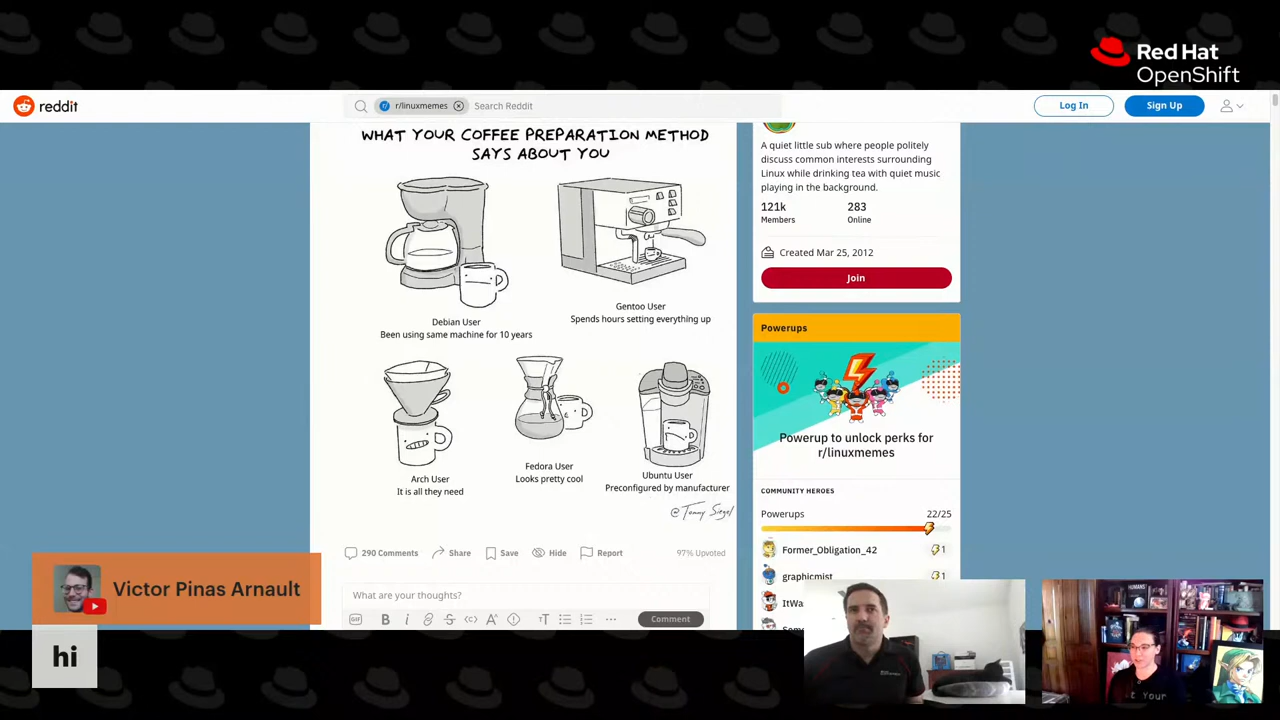 Red Hat
OpenShift
reddit
r/linuxmemes
Search Reddit
Log In
Sign Up
WHAT YOUR COFFEE PREPARATION METHOD
SAYS ABOUT YOU
Debian User
Been using same machine for 10 years
Gentoo User
Spends hours setting everything up
Arch User
It is all they need
Fedora User
Looks pretty cool
Ubuntu User
Preconfigured by manufacturer
@Tommy Siegel
290 Comments
Share
Save
Hide
Report
97% Upvoted
What are your thoughts?
GIF
B
i
Comment
A quiet little sub where people politely
discuss common interests surrounding
Linux while drinking tea with quiet music
playing in the background.
121k
283
Members
Online
Created Mar 25, 2012
Join
Powerups
Powerup to unlock perks for
r/linuxmemes
COMMUNITY HEROES
Powerups
22/25
Former_Obligation_42
1
graphicmist
1
ItWa
Victor Pinas Arnault
hi
HUMANS
t Your